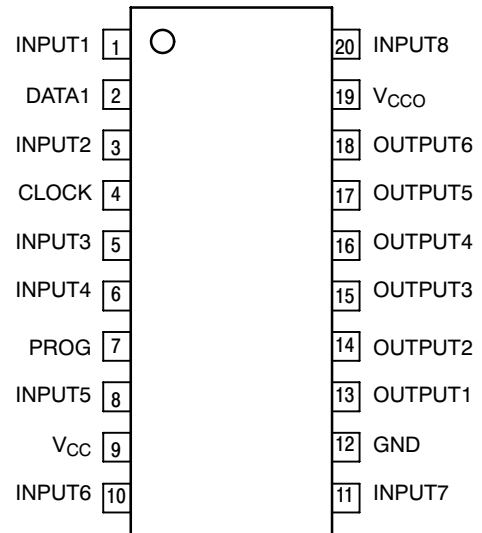 INPUT1 1 20 INPUT8
DATA1 2 19 VCCO
INPUT2 3 18 OUTPUT6
CLOCK 4 17 OUTPUT5
INPUT3 5 16 OUTPUT4
INPUT4 6 15 OUTPUT3
PROG 7 14 OUTPUT2
INPUT5 8 13 OUTPUT1
VCC 9 12 GND
INPUT6 10 11 INPUT7